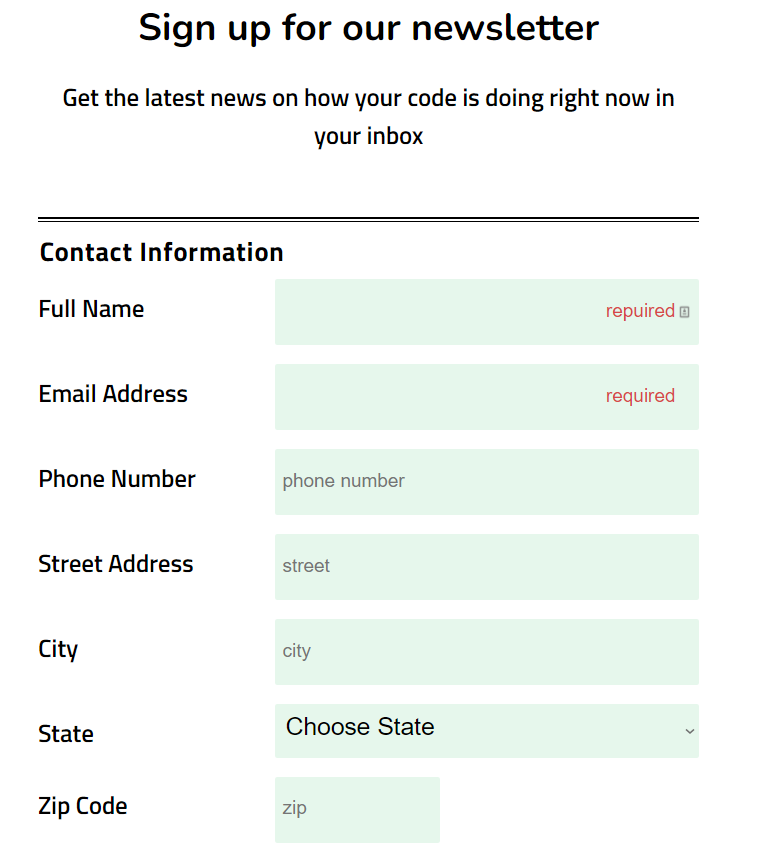 Sign up for our newsletter
Get the latest news on how your code is doing right now in
your inbox
Contact Information
Full Name repuired
Email Address required
Phone Number phone number
Street Address street
City city
State Choose State
Zip Code zip